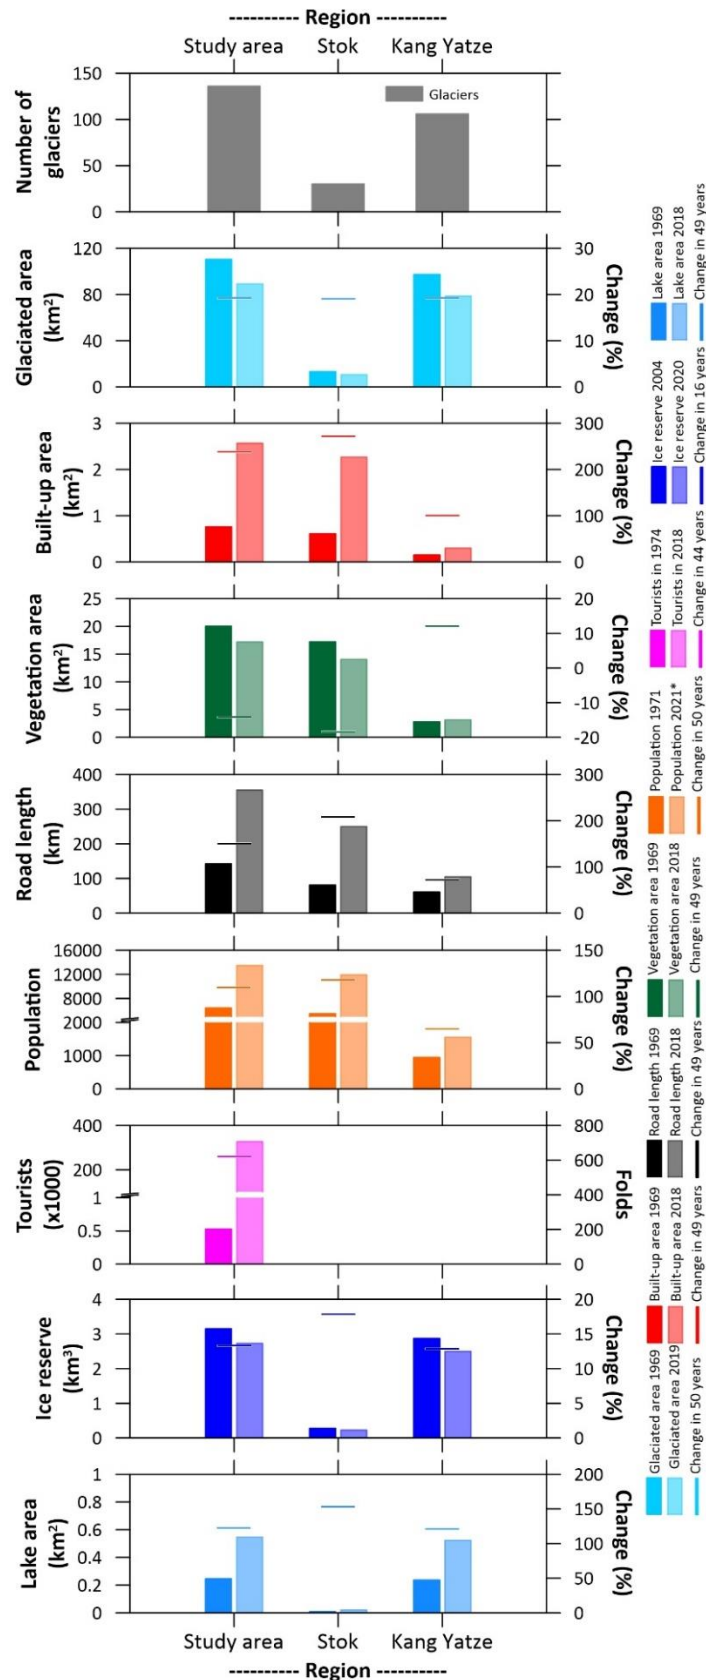 ---------- Region ----------
Study area Stok Kang Yatze
Number of
glaciers
150
100
50
0
Glaciers
Glaciated area
(km²)
120
80
40
0
30
20
10
0
Change (%)
Built-up area
(km²)
3
2
1
0
300
200
100
0
Change (%)
Vegetation area
(km²)
25
20
15
10
5
0
20
10
0
-10
-20
Change (%)
Road length
(km)
400
300
200
100
0
300
200
100
0
Change (%)
Population
16000
12000
8000
2000
1000
0
150
100
50
0
Change (%)
Tourists
(x1000)
400
200
1
0.5
0
800
600
400
200
0
Folds
Ice reserve
(km³)
4
3
2
1
0
20
15
10
5
0
Change (%)
Lake area
(km²)
1
0.8
0.6
0.4
0.2
0
200
150
100
50
0
Change (%)
Study area Stok Kang Yatze
---------- Region ----------
Glaciated area 1969
Glaciated area 2019
Change in 50 years
Built-up area 1969
Built-up area 2018
Change in 49 years
Road length 1969
Road length 2018
Change in 49 years
Vegetation area 1969
Vegetation area 2018
Change in 49 years
Population 1971
Population 2021*
Change in 50 years
Tourists in 1974
Tourists in 2018
Change in 44 years
Ice reserve 2004
Ice reserve 2020
Change in 16 years
Lake area 1969
Lake area 2018
Change in 49 years